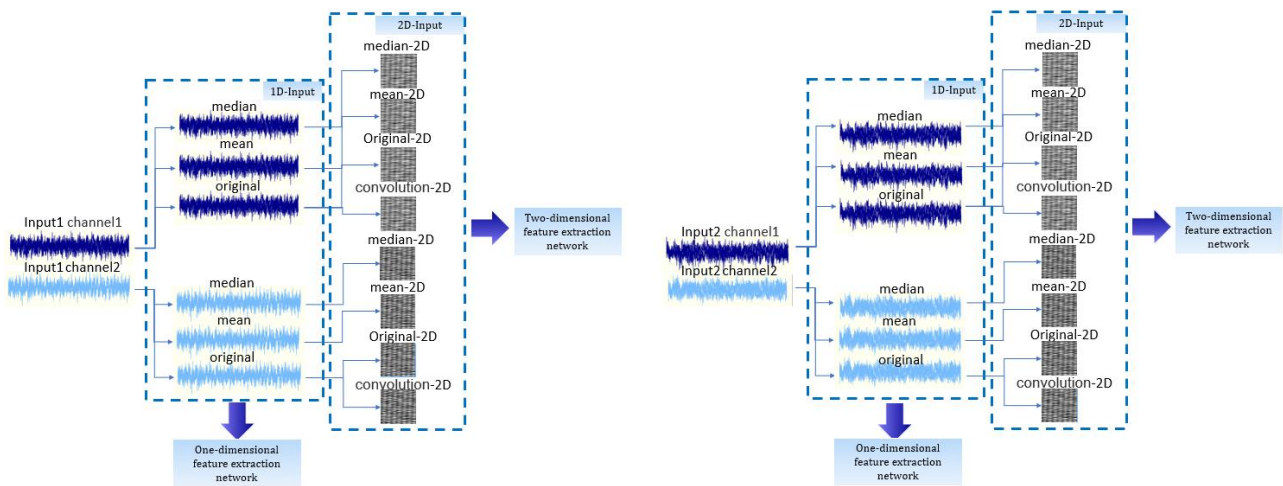 2D-Input
median-2D
1D-Input
mean-2D
median
Original-2D
mean
convolution-2D
original
Input1 channel1
Input1 channel2
median-2D
median
mean-2D
mean
Original-2D
original
convolution-2D
Two-dimensional
feature extraction
network
One-dimensional
feature extraction
network
2D-Input
median-2D
1D-Input
mean-2D
median
Original-2D
mean
convolution-2D
original
Input2 channel1
Input2 channel2
median-2D
median
mean-2D
mean
Original-2D
original
convolution-2D
Two-dimensional
feature extraction
network
One-dimensional
feature extraction
network